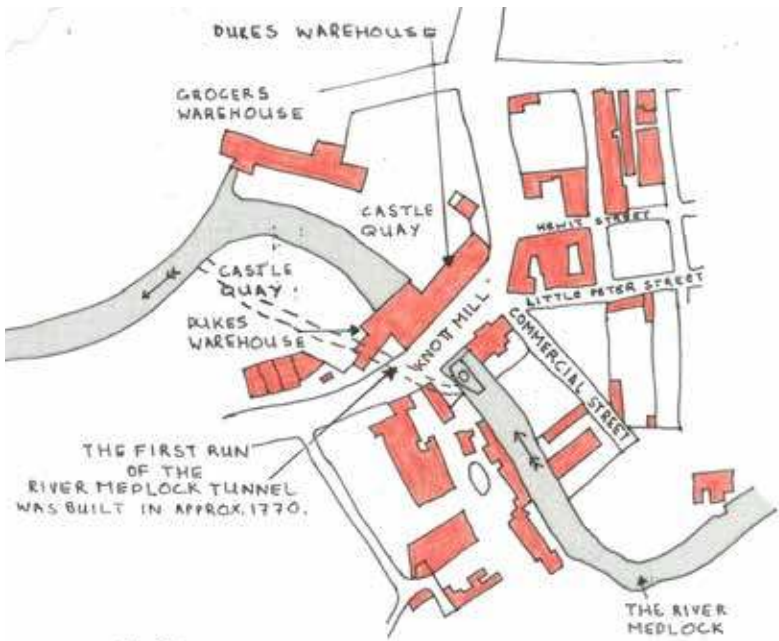 DUKES WAREHOUSE
GROCERS
WAREHOUSE
CASTLE
QUAY
HEWIT STREET
CASTLE
QUAY
LITTLE PETER STREET
DUKES
WAREHOUSE
KNOTT MILL
COMMERCIAL STREET
THE FIRST RUN
OF THE
RIVER MEDLOCK TUNNEL
WAS BUILT IN APPROX. 1770.
THE RIVER
MEDLOCK